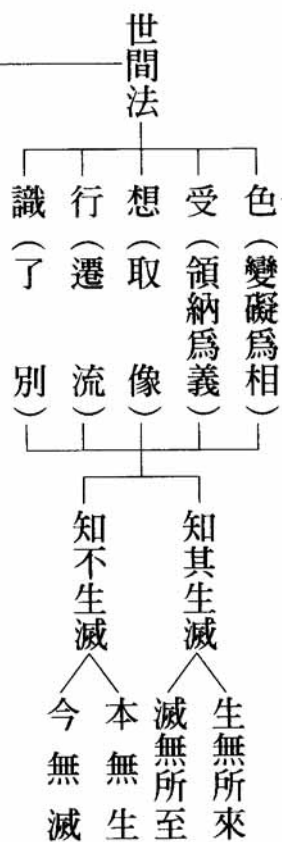 世間法
色（變礙爲相）
受（領納爲義）
想（取像）
行（遷流）
識（了別）
知其生滅
生無所來
滅無所至
知不生滅
本無生
今無滅